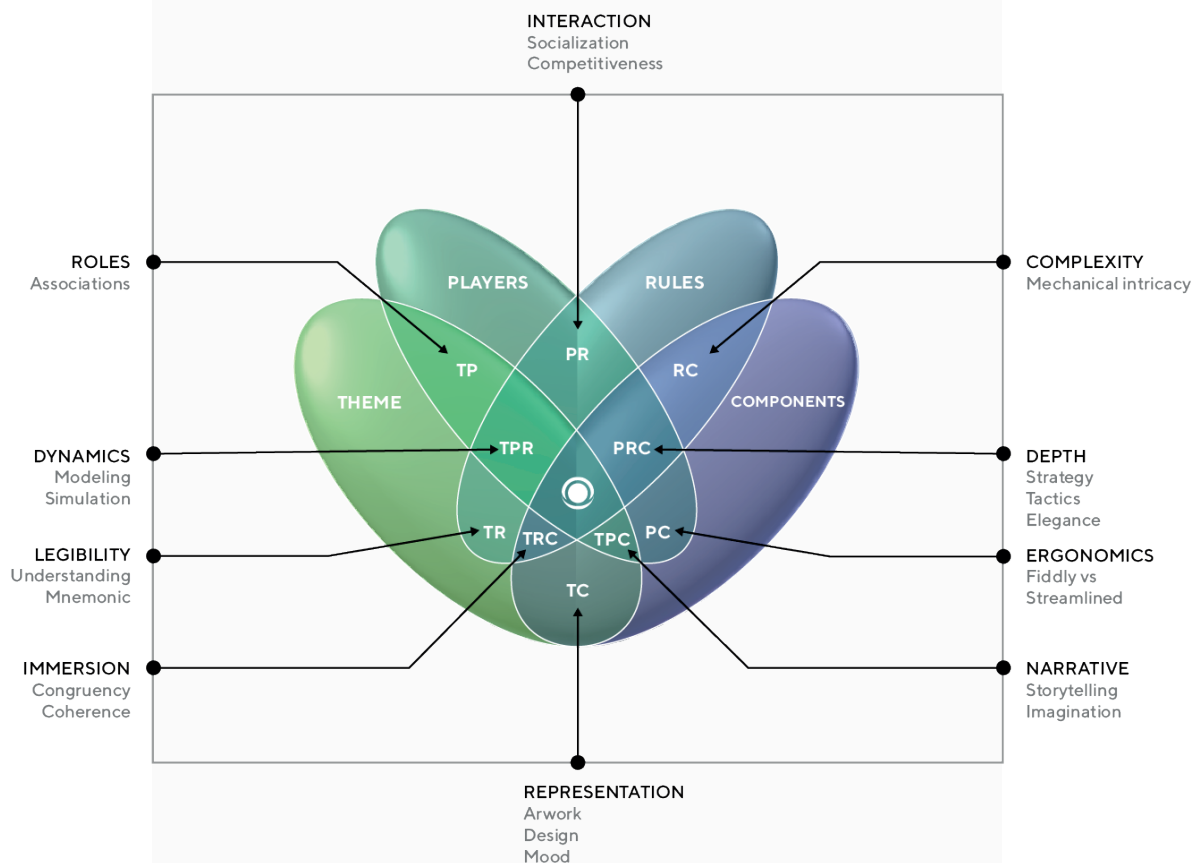 INTERACTION
Socialization
Competitiveness
ROLES
Associations
COMPLEXITY
Mechanical intricacy
PLAYERS
RULES
PR
TP
RC
THEME
COMPONENTS
DYNAMICS
Modeling
Simulation
TPR
PRC
DEPTH
Strategy
Tactics
Elegance
LEGIBILITY
Understanding
Mnemonic
TR
TRC
TPC
PC
ERGONOMICS
Fiddly vs
Streamlined
TC
IMMERSION
Congruency
Coherence
NARRATIVE
Storytelling
Imagination
REPRESENTATION
Arwork
Design
Mood